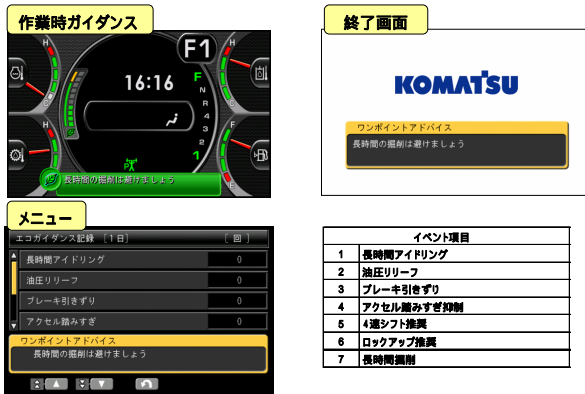 作業時ガイダンス
F1
H
H
16:16
F
N
R
4
3
2
1
H
F
E
長時間の掘削は避けましょう
終了画面
KOMATSU
ワンポイントアドバイス
長時間の掘削は避けましょう
メニュー
エコガイダンス記録 [1日] [回]
長時間アイドリング 0
油圧リリーフ 0
ブレーキ引きずり 0
アクセル踏みすぎ 0
ワンポイントアドバイス
長時間の掘削は避けましょう
イベント項目
1 長時間アイドリング
2 油圧リリーフ
3 ブレーキ引きずり
4 アクセル踏みすぎ抑制
5 4速シフト推奨
6 ロックアップ推奨
7 長時間掘削